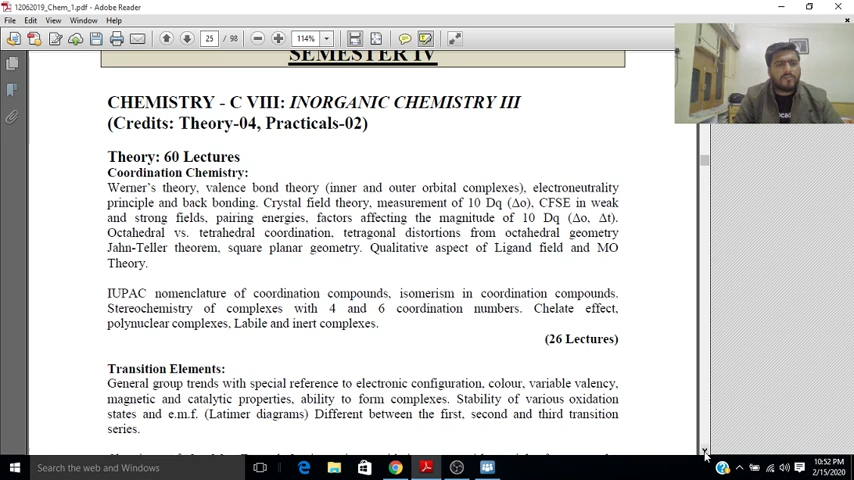 12062019_Chem_1.pdf - Adobe Reader
File Edit View Window Help
25 / 98 114%
SEMESTER IV
CHEMISTRY - C VIII: INORGANIC CHEMISTRY III
(Credits: Theory-04, Practicals-02)
Theory: 60 Lectures
Coordination Chemistry:
Werner's theory, valence bond theory (inner and outer orbital complexes), electroneutrality
principle and back bonding. Crystal field theory, measurement of 10 Dq (Δo), CFSE in weak
and strong fields, pairing energies, factors affecting the magnitude of 10 Dq (Δo, Δt).
Octahedral vs. tetrahedral coordination, tetragonal distortions from octahedral geometry
Jahn-Teller theorem, square planar geometry. Qualitative aspect of Ligand field and MO
Theory.
IUPAC nomenclature of coordination compounds, isomerism in coordination compounds.
Stereochemistry of complexes with 4 and 6 coordination numbers. Chelate effect,
polynuclear complexes, Labile and inert complexes.
(26 Lectures)
Transition Elements:
General group trends with special reference to electronic configuration, colour, variable valency,
magnetic and catalytic properties, ability to form complexes. Stability of various oxidation
states and e.m.f. (Latimer diagrams) Different between the first, second and third transition
series.
Search the web and Windows
10:52 PM
2/15/2020